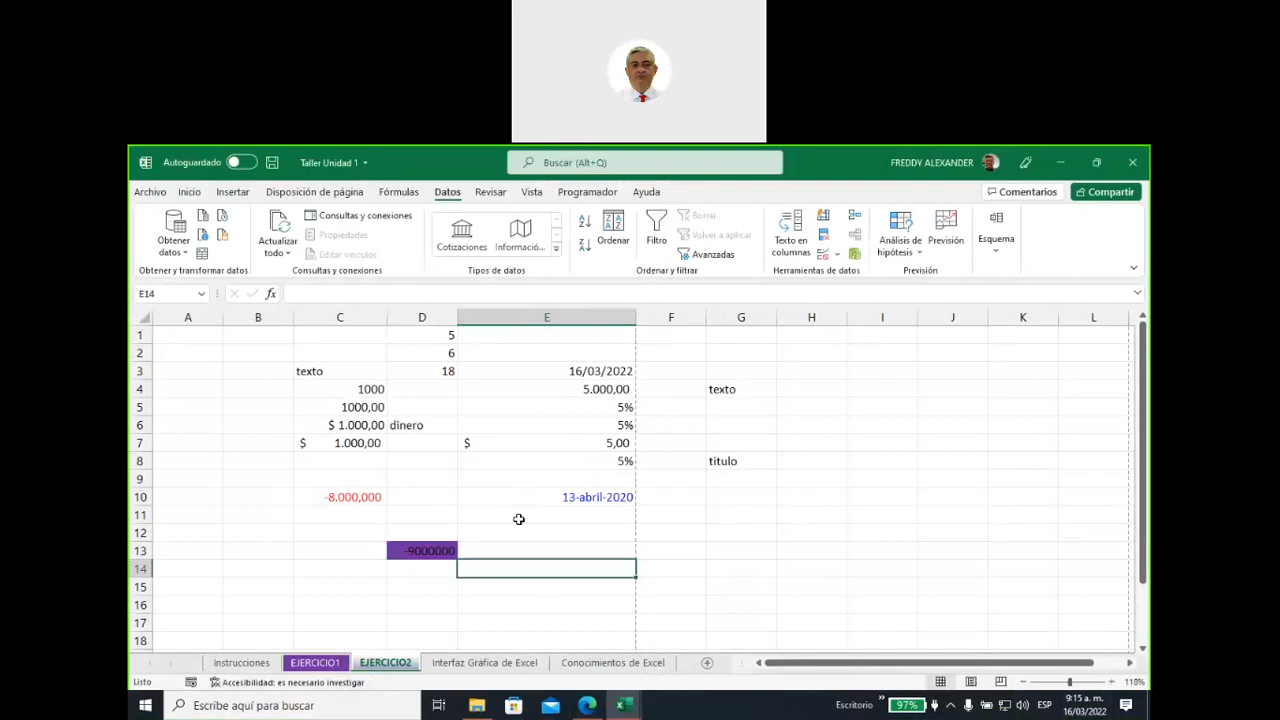 Autoguardado Taller Unidad 1 Buscar (Alt+Q) FREDDY ALEXANDER
Archivo Inicio Insertar Disposición de página Fórmulas Datos Revisar Vista Programador Ayuda Comentarios Compartir
Obtener datos
Actualizar todo
Consultas y conexiones
Propiedades
Editar vínculos
Cotizaciones
Informació...
Ordenar
Filtro
Borrar
Volver a aplicar
Avanzadas
Texto en columnas
Análisis de hipótesis
Previsión
Esquema
Obtener y transformar datos Consultas y conexiones Tipos de datos Ordenar y filtrar Herramientas de datos Previsión
E14 fx
A B C D E F G H I J K L
1 5
2 6
3 texto 18 16/03/2022
4 1000 5.000,00 texto
5 1000,00 5%
6 $ 1.000,00 dinero 5%
7 $ 1.000,00 $ 5,00
8 5% titulo
9
10 -8.000,000 13-abril-2020
11
12
13 -9000000
14
15
16
17
18
Instrucciones EJERCICIO1 EJERCICIO2 Interfaz Gráfica de Excel Conocimientos de Excel
Listo Accesibilidad: es necesario investigar 118%
Escribe aquí para buscar Escritorio 97% ESP 9:15 a. m.
16/03/2022